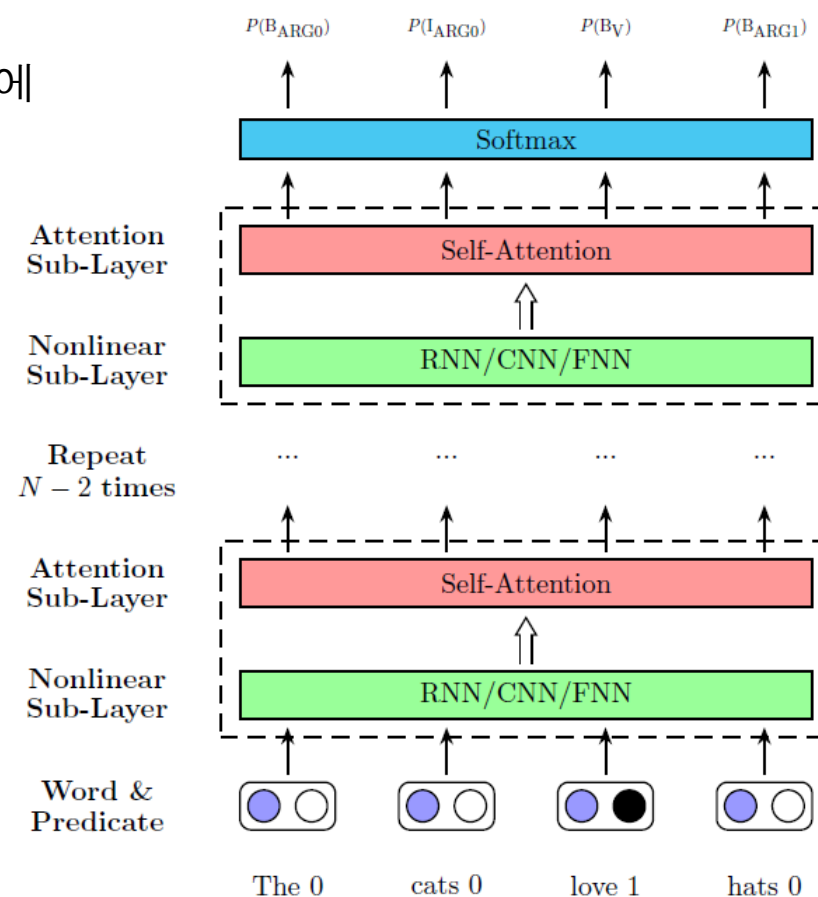 P(B_ARG0) P(I_ARG0) P(B_V) P(B_ARG1)
에
Softmax
Attention
Sub-Layer
Self-Attention
Nonlinear
Sub-Layer
RNN/CNN/FNN
Repeat
N − 2 times
... ... ... ...
Attention
Sub-Layer
Self-Attention
Nonlinear
Sub-Layer
RNN/CNN/FNN
Word &
Predicate
The 0 cats 0 love 1 hats 0